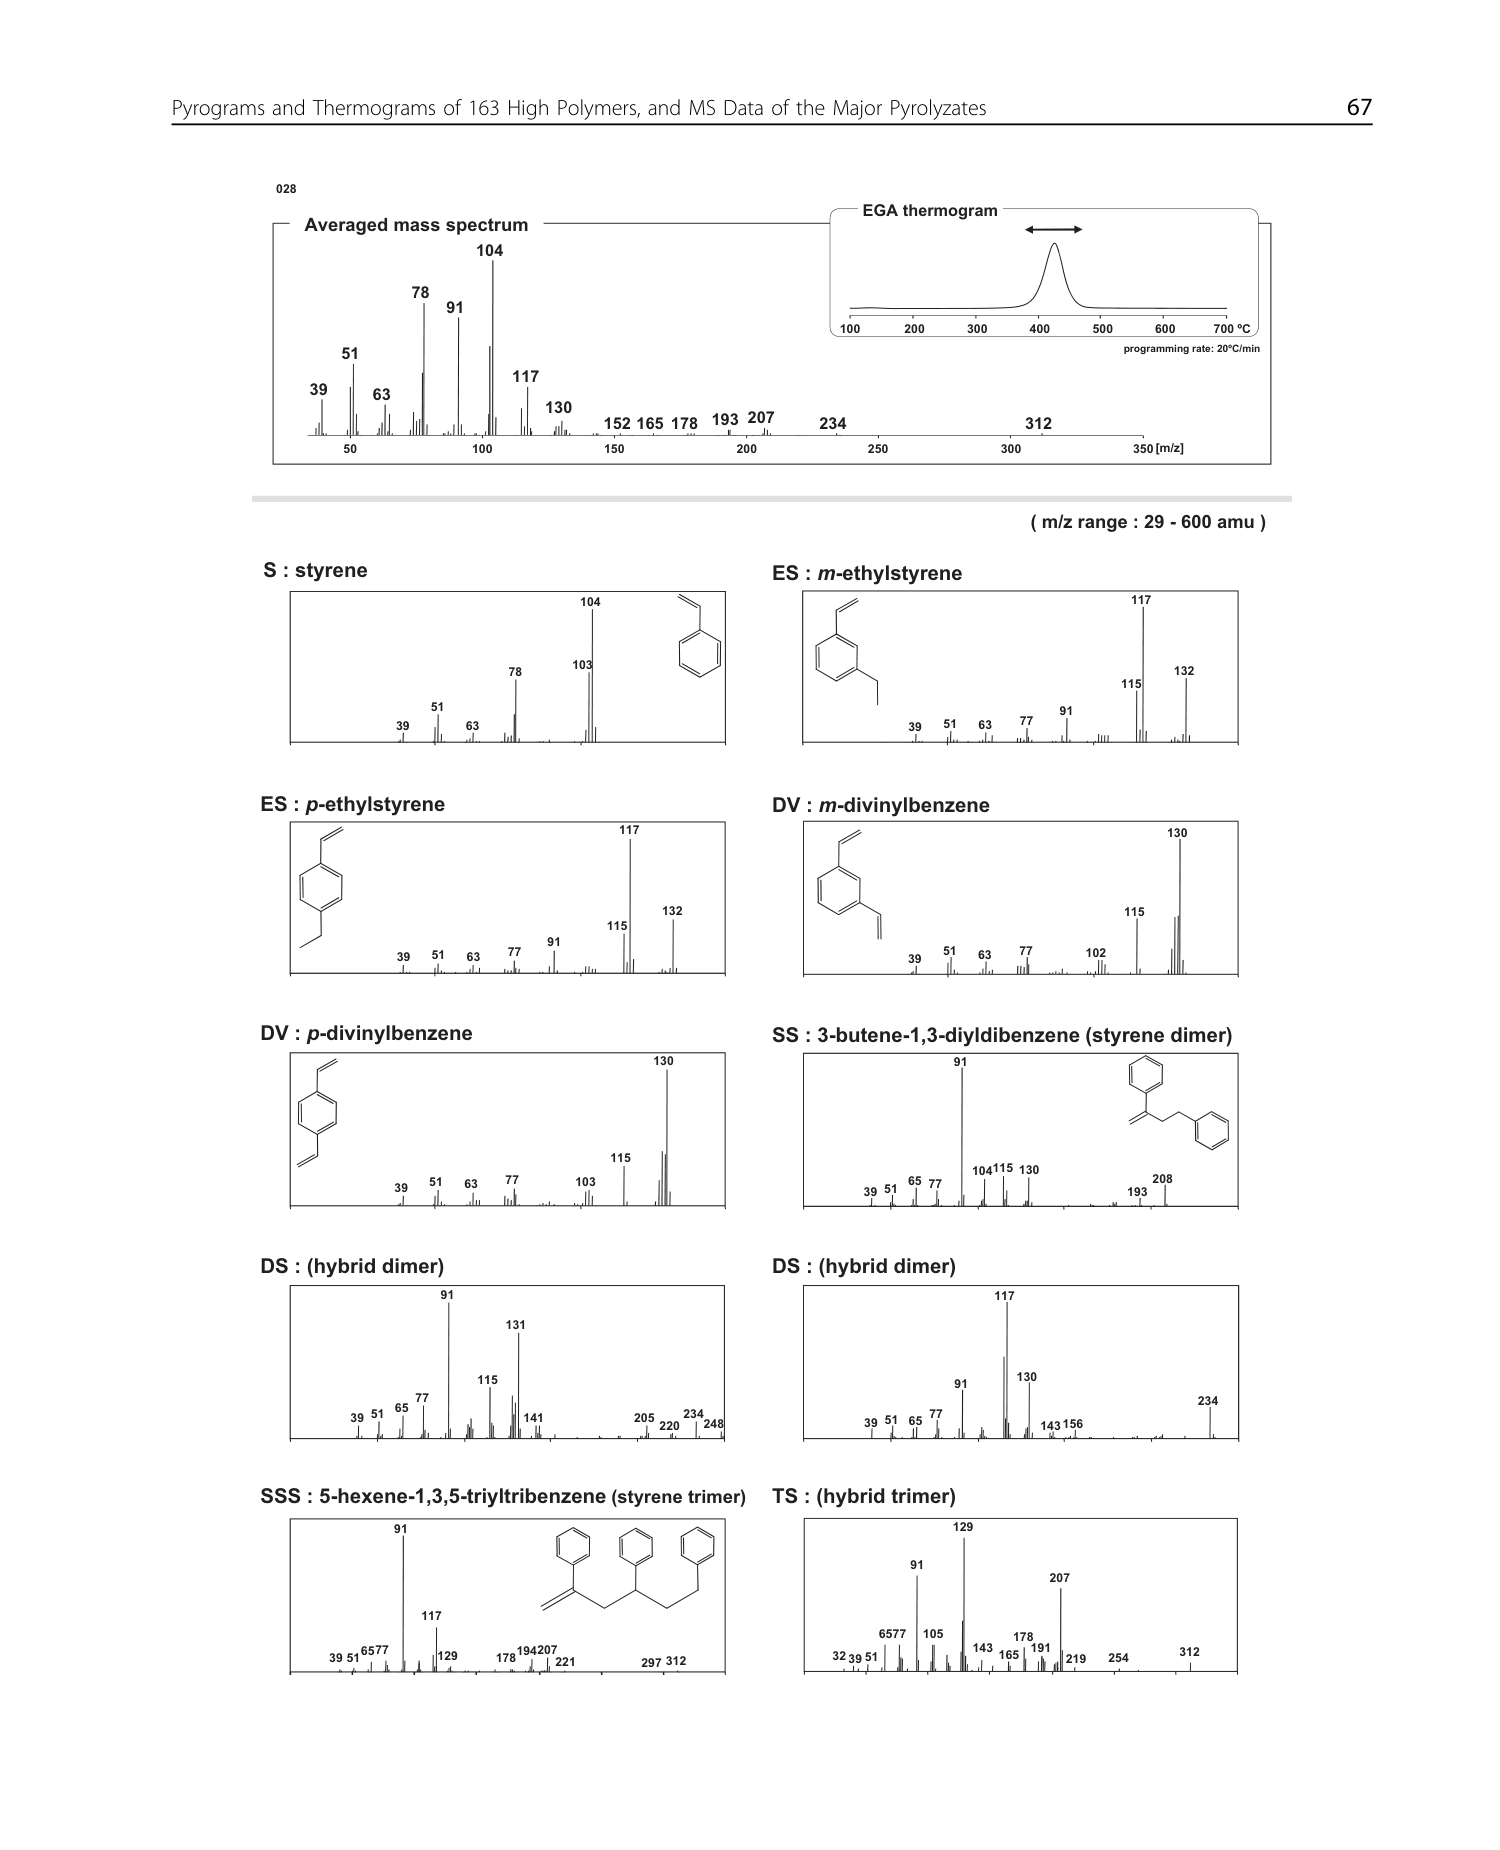 Pyrograms and Thermograms of 163 High Polymers, and MS Data of the Major Pyrolyzates 67
028
Averaged mass spectrum
EGA thermogram
104
78
91
51
39
63
117
130
152 165 178 193 207 234 312
50 100 150 200 250 300 350 [m/z]
100 200 300 400 500 600 700 ºC
programming rate: 20ºC/min
( m/z range : 29 - 600 amu )
S : styrene
104
103
78
51
39
63
ES : m-ethylstyrene
117
132
115
91
39 51 63 77
ES : p-ethylstyrene
117
132
115
91
39 51 63 77
DV : m-divinylbenzene
130
115
39 51 63 77 102
DV : p-divinylbenzene
130
115
39 51 63 77 103
SS : 3-butene-1,3-diyldibenzene (styrene dimer)
91
104 115 130
39 51 65 77
193 208
DS : (hybrid dimer)
91
131
115
39 51 65 77
141
205 220 234 248
DS : (hybrid dimer)
117
91
130
39 51 65 77
143 156
234
SSS : 5-hexene-1,3,5-triyltribenzene (styrene trimer)
91
117
39 51 65 77
129
178 194 207 221
297 312
TS : (hybrid trimer)
129
91
207
65 77 105
32 39 51
143 165 178 191
219 254 312